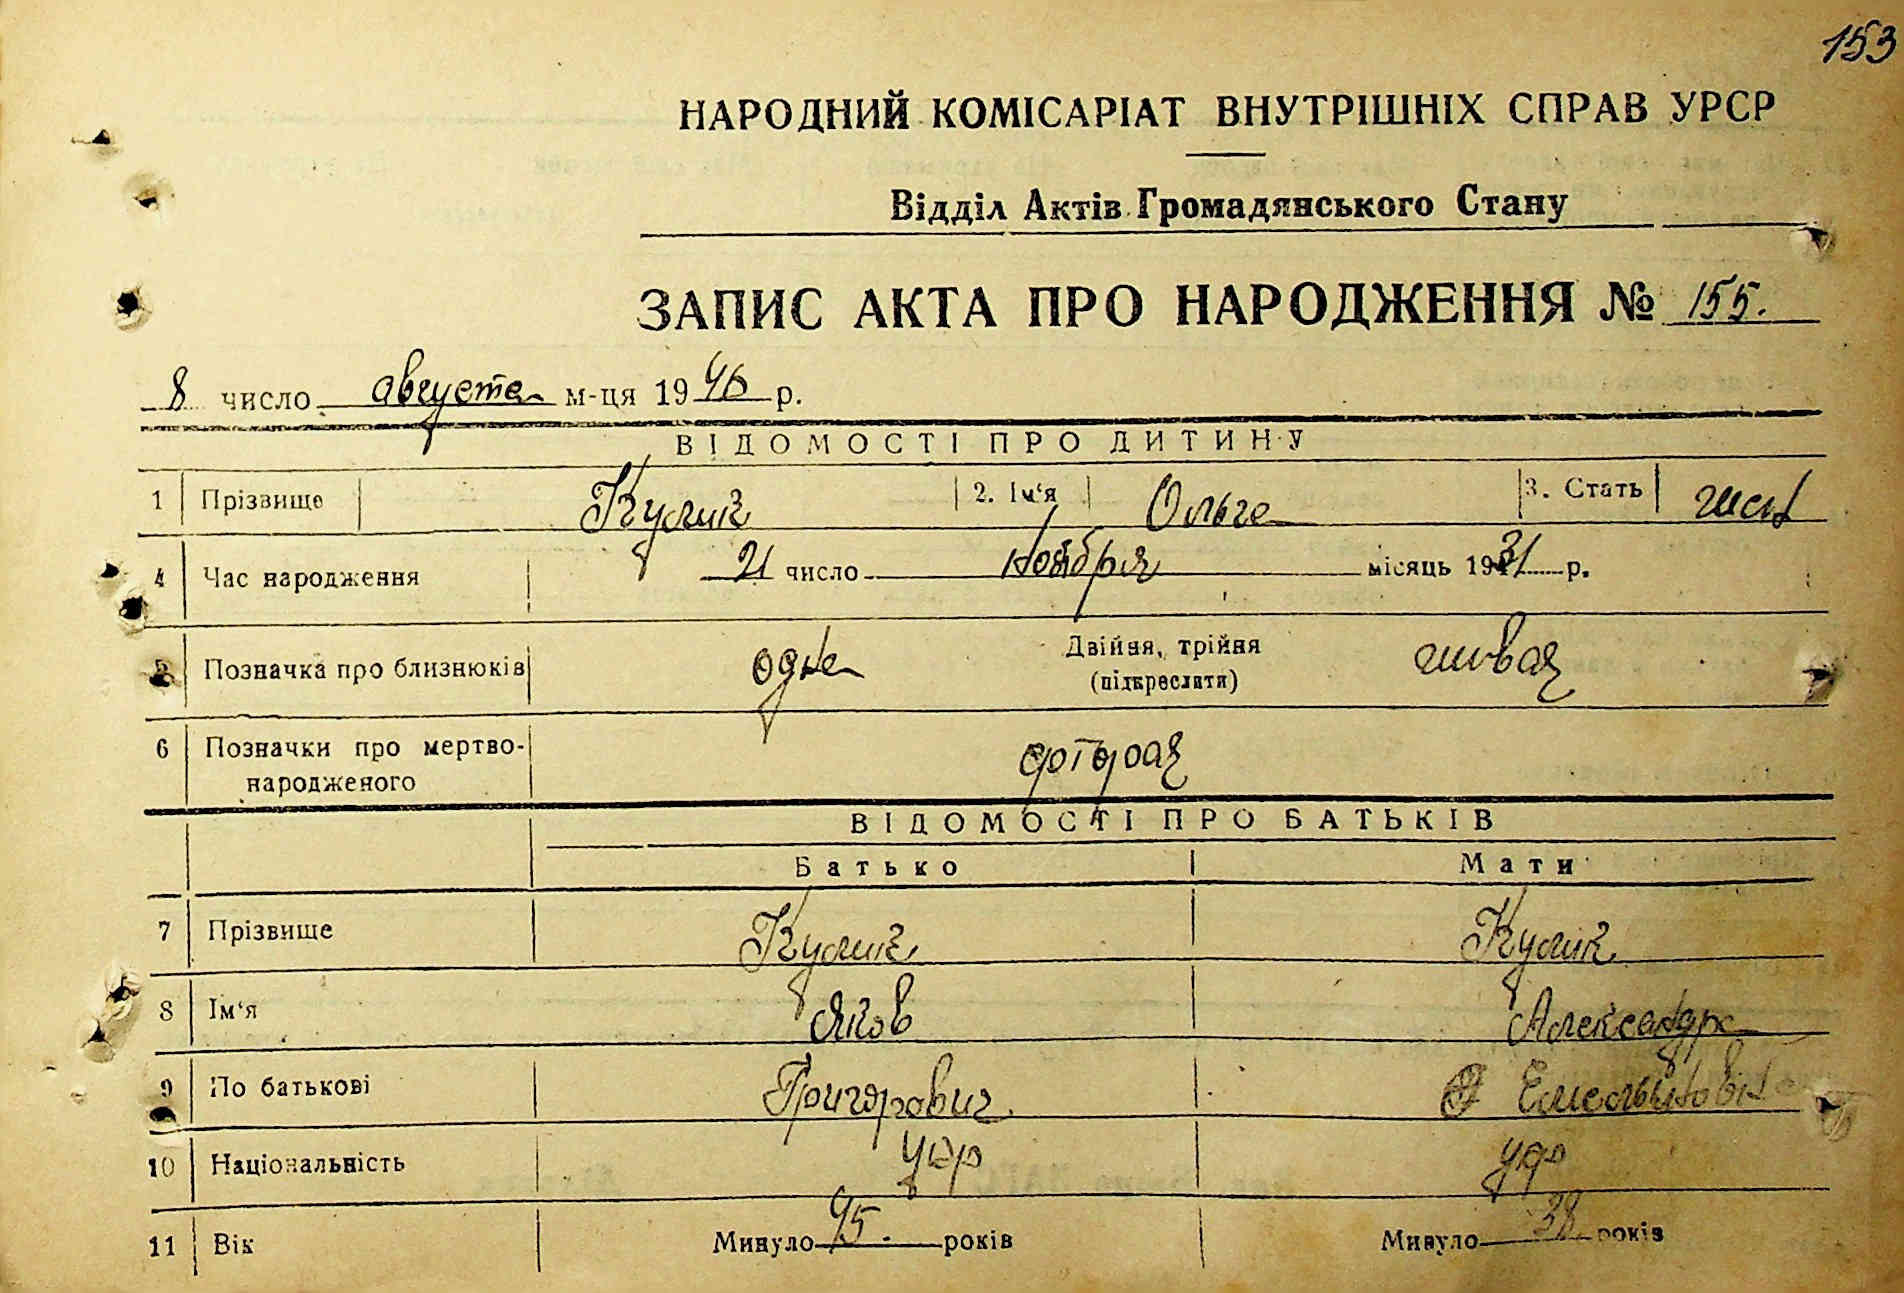 153
НАРОДНИЙ КОМІСАРІАТ ВНУТРІШНІХ СПРАВ УРСР
Відділ Актів Громадянського Стану
ЗАПИС АКТА ПРО НАРОДЖЕННЯ № 155.
8 число августа м-ця 1940 р.
ВІДОМОСТІ ПРО ДИТИНУ
1 Прізвище Кулик 2. Ім'я Ольга 3. Стать жен
4 Час народження 21 число ноября місяць 1931 р.
5 Позначка про близнюків одна Двійня, трійня живая
(підкреслити)
6 Позначки про мертво- вторая
народженого
ВІДОМОСТІ ПРО БАТЬКІВ
Батько Мати
7 Прізвище Кулик Кулик
8 Ім'я Яков Александра
9 По батькові Григорович
10 Національність укр укр
11 Вік Минуло 45. років Минуло 38 років